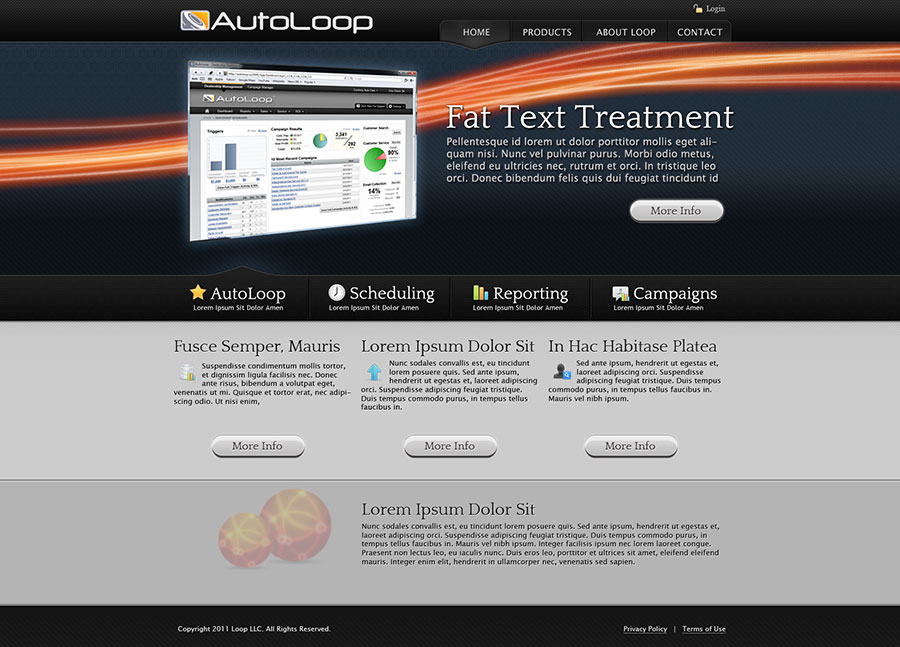 AutoLoop
Login
HOME
PRODUCTS
ABOUT LOOP
CONTACT
AutoLoop
Triggers
Campaign Results
Customer Search
3,341
292
Customer Service
90%
10 Most Recent Campaigns
Email Collection
14%
Notifications
Fat Text Treatment
Pellentesque id lorem ut dolor porttitor mollis eget ali-
quam nisi. Nunc vel pulvinar purus. Morbi odio metus,
eleifend eu ultricies nec, rutrum et orci. In tristique leo
orci. Donec bibendum felis quis dui feugiat tincidunt id
More Info
AutoLoop
Lorem Ipsum Sit Dolor Amen
Scheduling
Lorem Ipsum Sit Dolor Amen
Reporting
Lorem Ipsum Sit Dolor Amen
Campaigns
Lorem Ipsum Sit Dolor Amen
Fusce Semper, Mauris
Suspendisse condimentum mollis tortor,
et dignissim ligula facilisis nec. Donec
ante risus, bibendum a volutpat eget,
venenatis ut mi. Quisque et tortor erat, nec adipi-
scing odio. Ut nisi enim,
More Info
Lorem Ipsum Dolor Sit
Nunc sodales convallis est, eu tincidunt
lorem posuere quis. Sed ante ipsum,
hendrerit ut egestas et, laoreet adipiscing
orci. Suspendisse adipiscing feugiat tristique.
Duis tempus commodo purus, in tempus tellus
faucibus in.
More Info
In Hac Habitase Platea
Sed ante ipsum, hendrerit ut egestas et,
laoreet adipiscing orci. Suspendisse
adipiscing feugiat tristique. Duis tempus
commodo purus, in tempus tellus faucibus in.
Mauris vel nibh ipsum.
More Info
Lorem Ipsum Dolor Sit
Nunc sodales convallis est, eu tincidunt lorem posuere quis. Sed ante ipsum, hendrerit ut egestas et,
laoreet adipiscing orci. Suspendisse adipiscing feugiat tristique. Duis tempus commodo purus, in
tempus tellus faucibus in. Mauris vel nibh ipsum. Integer facilisis ipsum nec lorem laoreet congue.
Praesent non lectus leo, eu iaculis nunc. Duis eros leo, porttitor et ultrices sit amet, eleifend eleifend
mauris. Integer enim elit, hendrerit in ullamcorper nec, venenatis sed sapien.
Copyright 2011 Loop LLC. All Rights Reserved.
Privacy Policy | Terms of Use